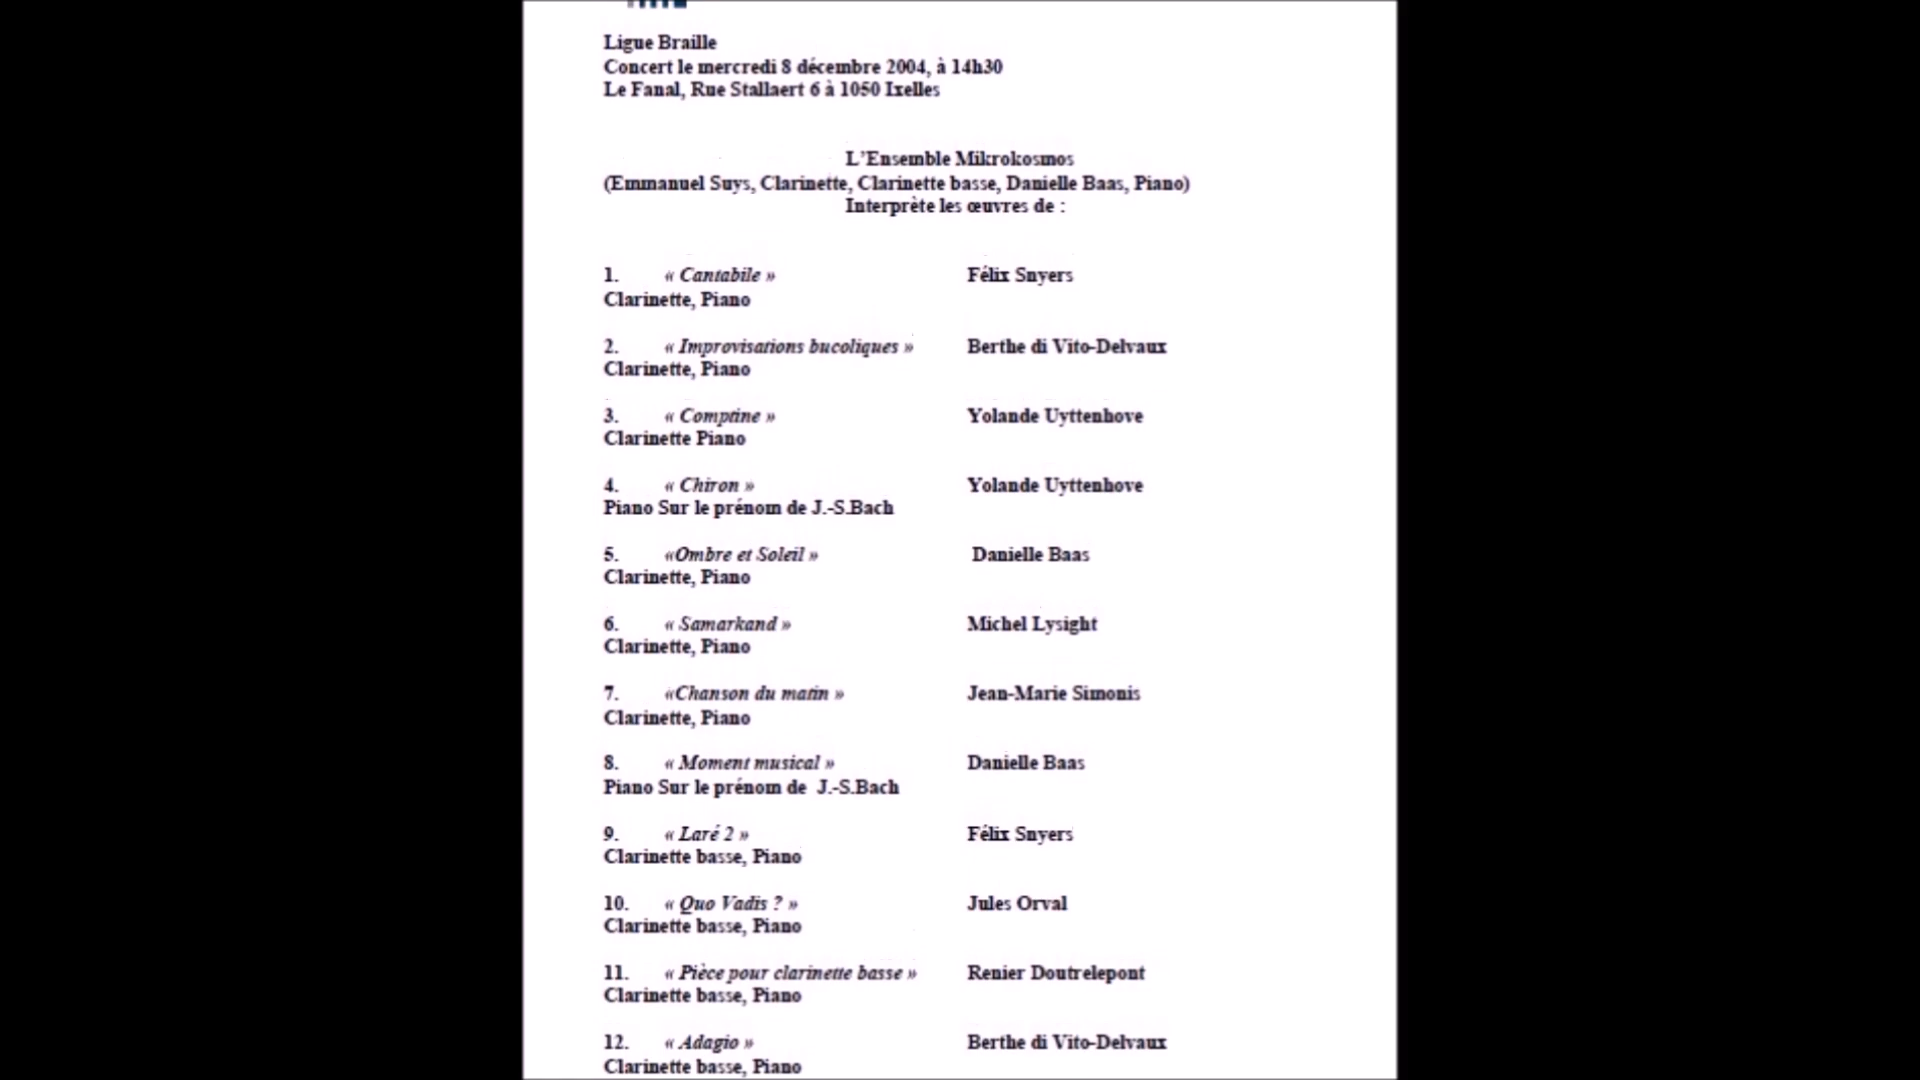 Ligue Braille
Concert le mercredi 8 décembre 2004, à 14h30
Le Fanal, Rue Stallaert 6 à 1050 Ixelles
L'Ensemble Mikrokosmos
(Emmanuel Suys, Clarinette, Clarinette basse, Danielle Baas, Piano)
Interprète les œuvres de :
1. « Cantabile » Félix Snyers
Clarinette, Piano
2. « Improvisations bucoliques » Berthe di Vito-Delvaux
Clarinette, Piano
3. « Comptine » Yolande Uyttenhove
Clarinette Piano
4. « Chiron » Yolande Uyttenhove
Piano Sur le prénom de J.-S.Bach
5. «Ombre et Soleil » Danielle Baas
Clarinette, Piano
6. « Samarkand » Michel Lysight
Clarinette, Piano
7. «Chanson du matin » Jean-Marie Simonis
Clarinette, Piano
8. « Moment musical » Danielle Baas
Piano Sur le prénom de J.-S.Bach
9. « Laré 2 » Félix Snyers
Clarinette basse, Piano
10. « Quo Vadis ? » Jules Orval
Clarinette basse, Piano
11. « Pièce pour clarinette basse » Renier Doutrelepont
Clarinette basse, Piano
12. « Adagio » Berthe di Vito-Delvaux
Clarinette basse, Piano